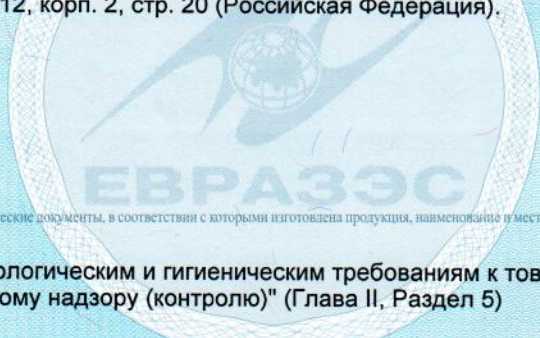 12, корп. 2, стр. 20 (Российская Федерация).
ЕВРАЗЭС
еские документы, в соответствии с которыми изготовлена продукция, наименование и мест
ологическим и гигиеническим требованиям к тов
ому надзору (контролю)" (Глава II, Раздел 5)